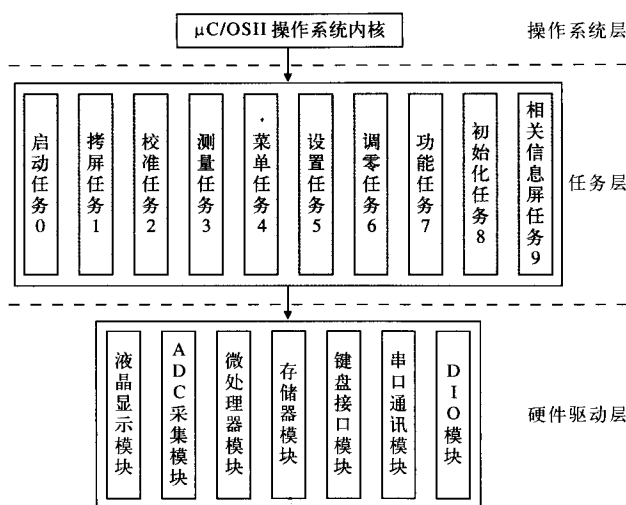 μC/OSII 操作系统内核
操作系统层
启动任务0
拷屏任务1
校准任务2
测量任务3
菜单任务4
设置任务5
调零任务6
功能任务7
初始化任务8
相关信息屏任务9
任务层
液晶显示模块
ADC采集模块
微处理器模块
存储器模块
键盘接口模块
串口通讯模块
DIO模块
硬件驱动层